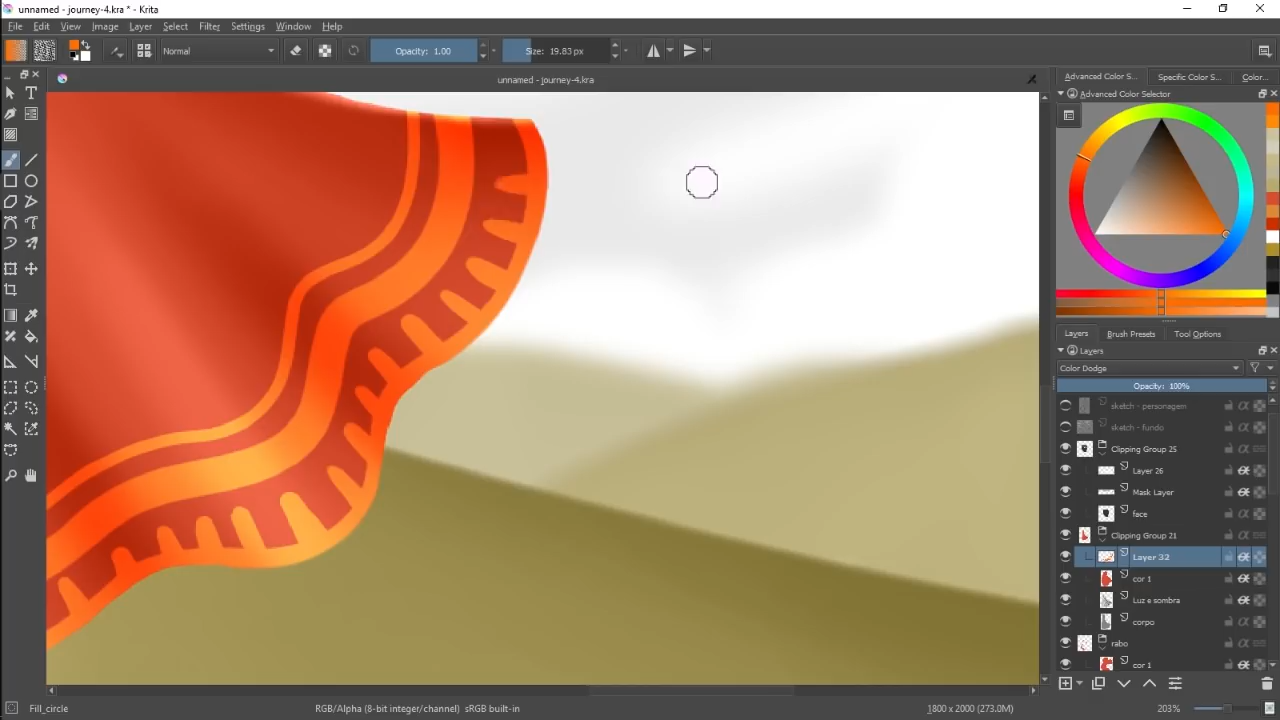 unnamed - journey-4.kra * - Krita
File Edit View Image Layer Select Filter Settings Window Help
Normal Opacity: 1.00 Size: 19.83 px
unnamed - journey-4.kra
Advanced Color S... Specific Color S... Color...
Advanced Color Selector
Layers Brush Presets Tool Options
Layers
Color Dodge
Opacity: 100%
sketch - personagem
sketch - fundo
Clipping Group 25
Layer 26
Mask Layer
face
Clipping Group 21
Layer 32
cor 1
Luz e sombra
corpo
rabo
cor 1
Fill_circle RGB/Alpha (8-bit integer/channel) sRGB built-in 1800 x 2000 (273.0M) 203%